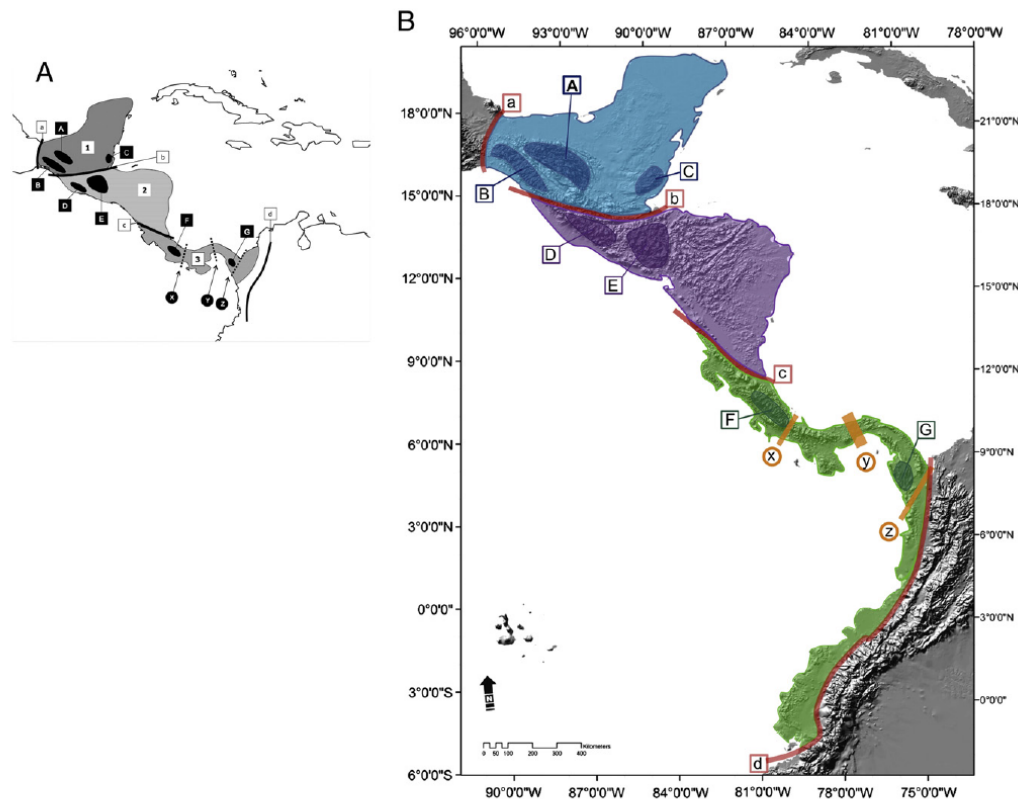 A
a
A
1
C
b
B
2
D
E
d
c
F
G
3
X
Y
Z
B
96°0'0"W 93°0'0"W 90°0'0"W 87°0'0"W 84°0'0"W 81°0'0"W 78°0'0"W
18°0'0"N
15°0'0"N
12°0'0"N
9°0'0"N
6°0'0"N
3°0'0"N
0°0'0"
3°0'0"S
6°0'0"S
21°0'0"N
18°0'0"N
15°0'0"N
12°0'0"N
9°0'0"N
6°0'0"N
3°0'0"N
0°0'0"
a
A
B
C
b
D
E
c
F
G
x
y
z
d
N
0 50 100 200 300 400 Kilometers
90°0'0"W 87°0'0"W 84°0'0"W 81°0'0"W 78°0'0"W 75°0'0"W